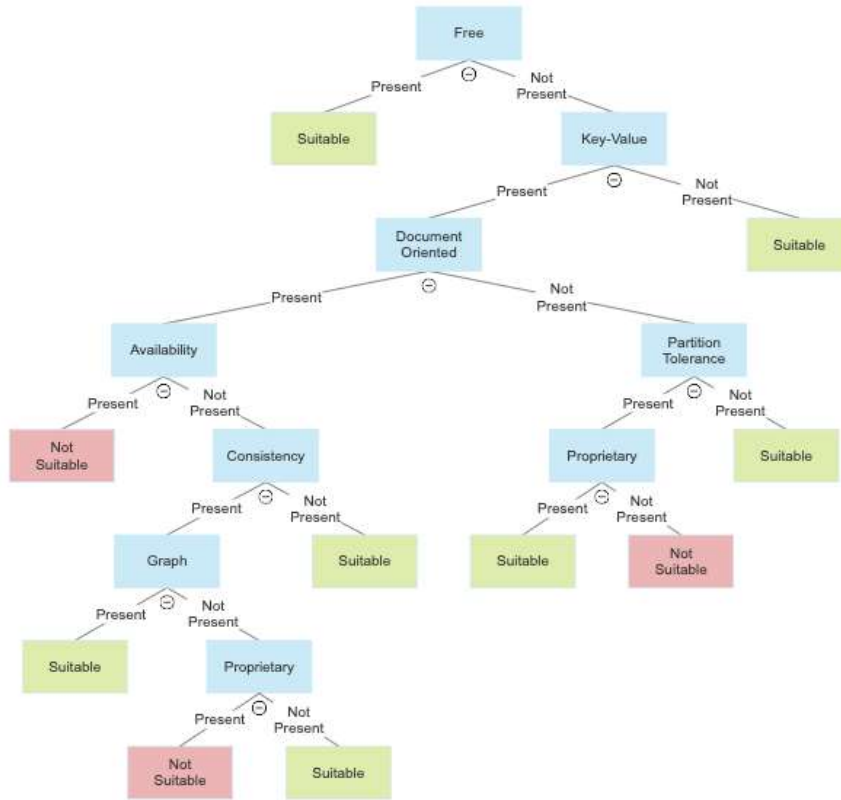 Free
Present
Not
Present
Suitable
Key-Value
Present
Not
Present
Document
Oriented
Suitable
Present
Not
Present
Availability
Partition
Tolerance
Present
Not
Present
Present
Not
Present
Not
Suitable
Consistency
Proprietary
Suitable
Present
Not
Present
Present
Not
Present
Graph
Suitable
Suitable
Not
Suitable
Present
Not
Present
Suitable
Proprietary
Present
Not
Present
Not
Suitable
Suitable